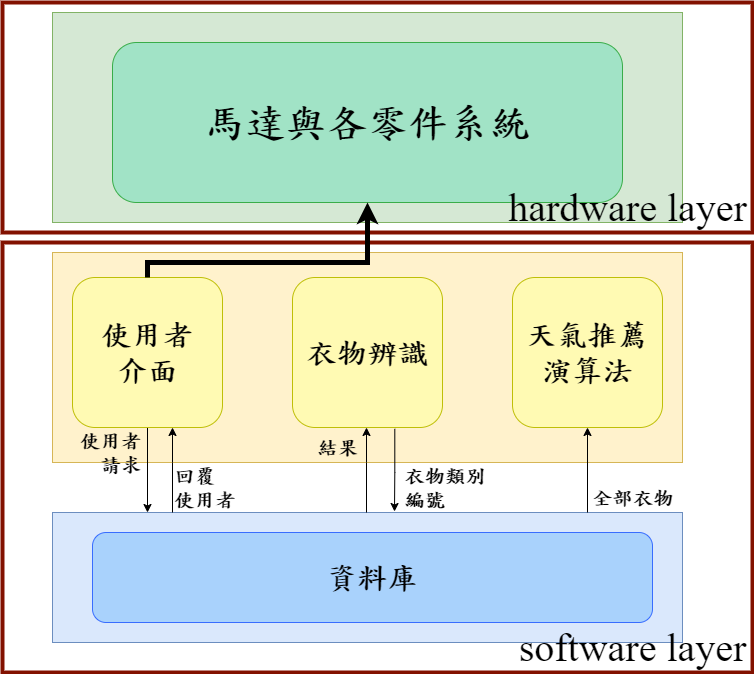 馬達與各零件系統
hardware layer
使用者
介面
衣物辨識
天氣推薦
演算法
使用者
請求
回覆
使用者
結果
衣物類別
編號
全部衣物
資料庫
software layer